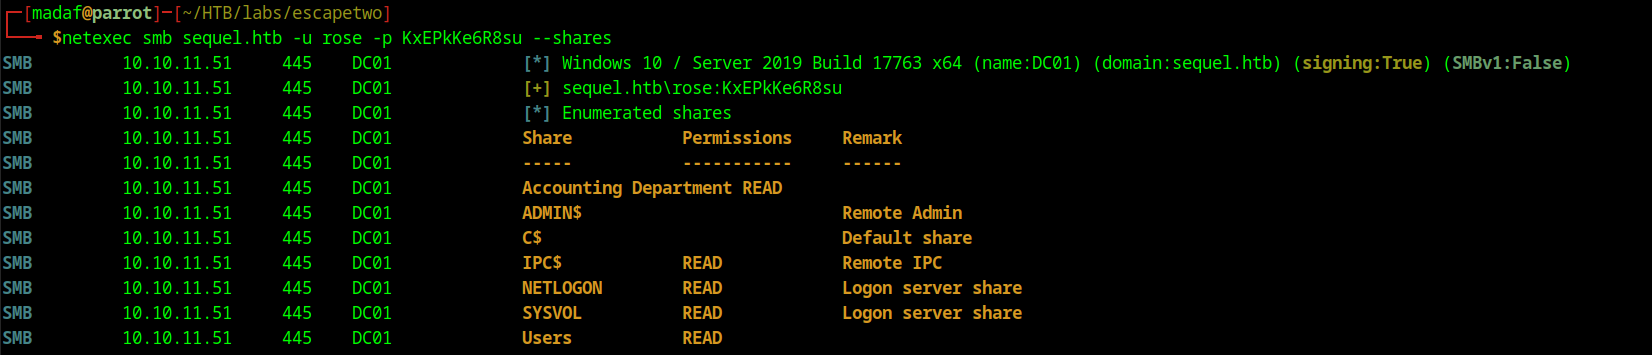 [madaf@parrot]─[~/HTB/labs/escapetwo]
$netexec smb sequel.htb -u rose -p KxEPkKe6R8su --shares
SMB 10.10.11.51 445 DC01 [*] Windows 10 / Server 2019 Build 17763 x64 (name:DC01) (domain:sequel.htb) (signing:True) (SMBv1:False)
SMB 10.10.11.51 445 DC01 [+] sequel.htb\rose:KxEPkKe6R8su
SMB 10.10.11.51 445 DC01 [*] Enumerated shares
SMB 10.10.11.51 445 DC01 Share Permissions Remark
SMB 10.10.11.51 445 DC01 ----- ----------- ------
SMB 10.10.11.51 445 DC01 Accounting Department READ
SMB 10.10.11.51 445 DC01 ADMIN$ Remote Admin
SMB 10.10.11.51 445 DC01 C$ Default share
SMB 10.10.11.51 445 DC01 IPC$ READ Remote IPC
SMB 10.10.11.51 445 DC01 NETLOGON READ Logon server share
SMB 10.10.11.51 445 DC01 SYSVOL READ Logon server share
SMB 10.10.11.51 445 DC01 Users READ